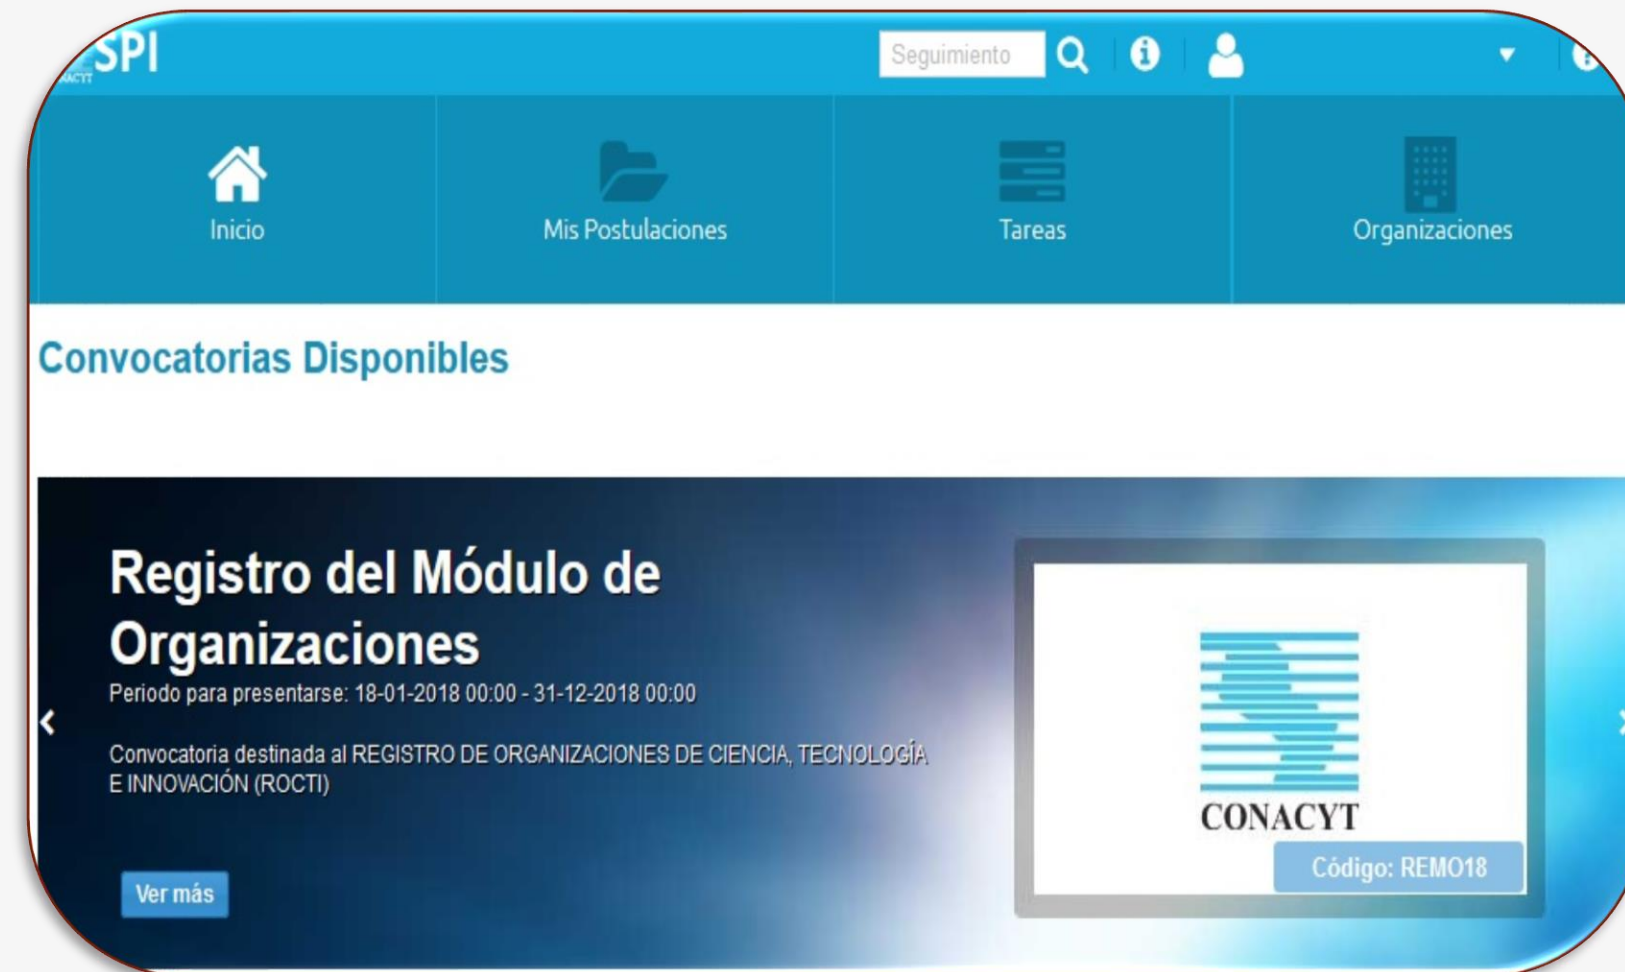 SPI
Seguimiento
Inicio
Mis Postulaciones
Tareas
Organizaciones
Convocatorias Disponibles
Registro del Módulo de
Organizaciones
Periodo para presentarse: 18-01-2018 00:00 - 31-12-2018 00:00
Convocatoria destinada al REGISTRO DE ORGANIZACIONES DE CIENCIA, TECNOLOGÍA
E INNOVACIÓN (ROCTI)
CONACYT
Código: REMO18
Ver más